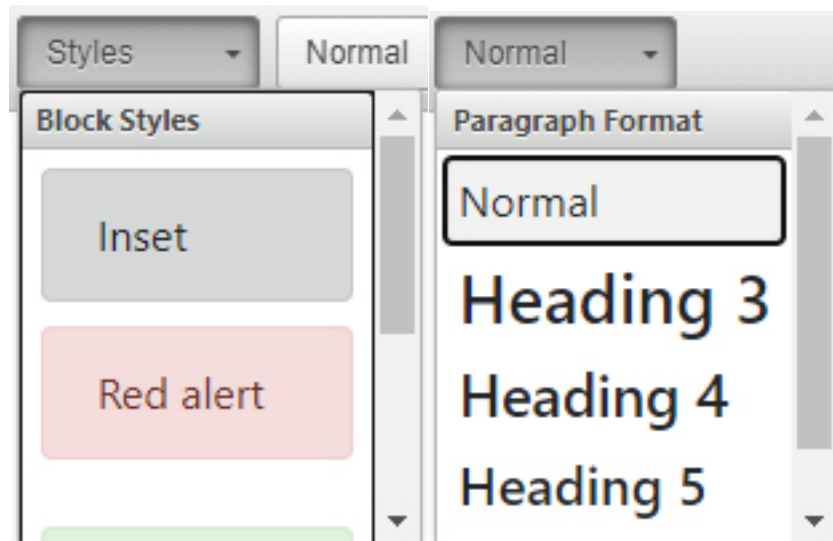 Styles
Normal
Block Styles
Inset
Red alert
Normal
Paragraph Format
Normal
Heading 3
Heading 4
Heading 5